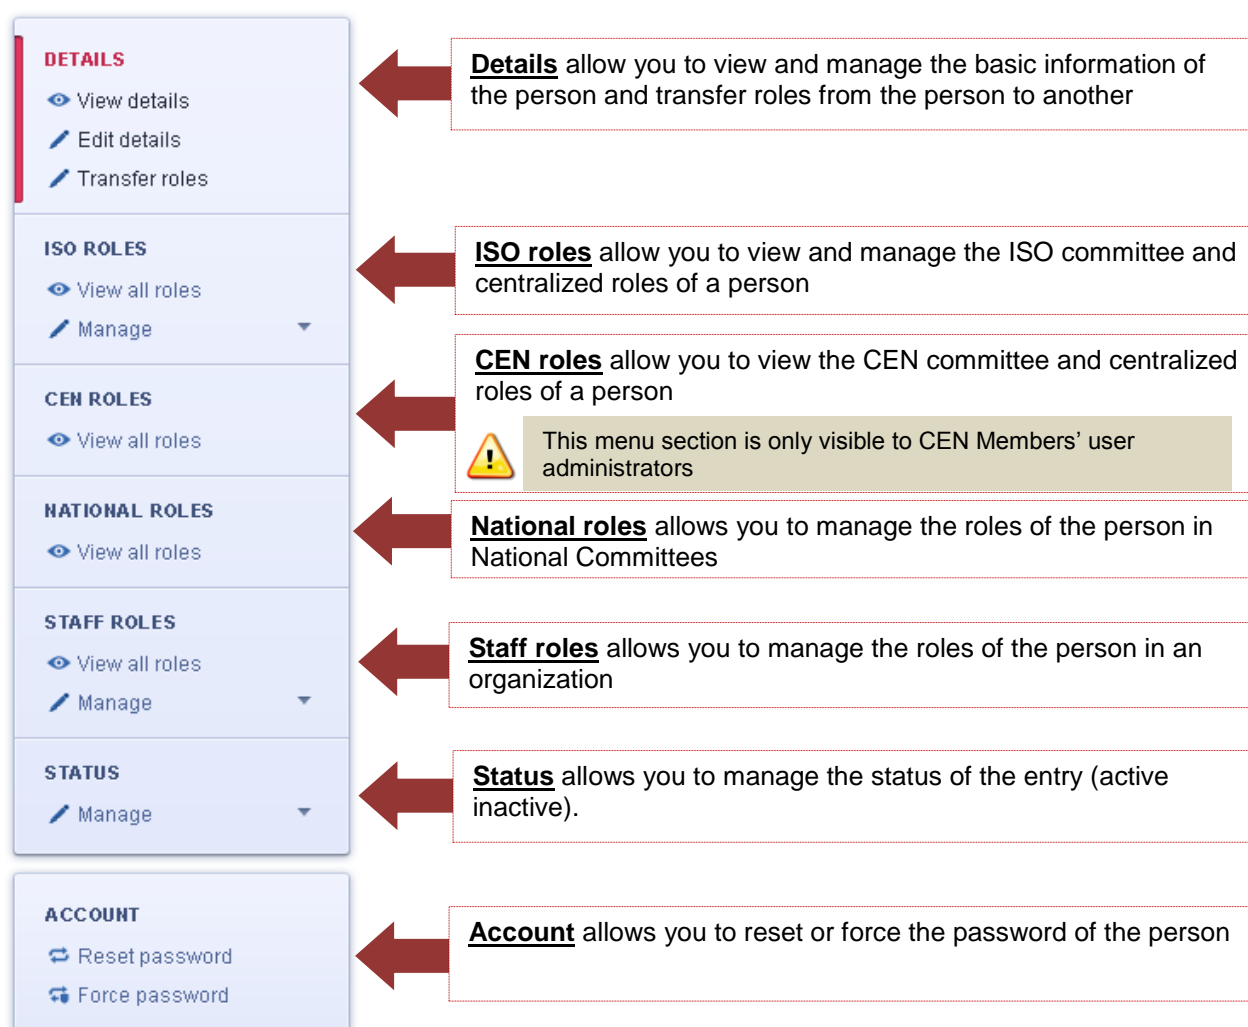 DETAILS
View details
Edit details
Transfer roles
Details allow you to view and manage the basic information of
the person and transfer roles from the person to another
ISO ROLES
View all roles
Manage
ISO roles allow you to view and manage the ISO committee and
centralized roles of a person
CEN ROLES
View all roles
CEN roles allow you to view the CEN committee and centralized
roles of a person
This menu section is only visible to CEN Members' user
administrators
NATIONAL ROLES
View all roles
National roles allows you to manage the roles of the person in
National Committees
STAFF ROLES
View all roles
Manage
Staff roles allows you to manage the roles of the person in an
organization
STATUS
Manage
Status allows you to manage the status of the entry (active
inactive).
ACCOUNT
Reset password
Force password
Account allows you to reset or force the password of the person